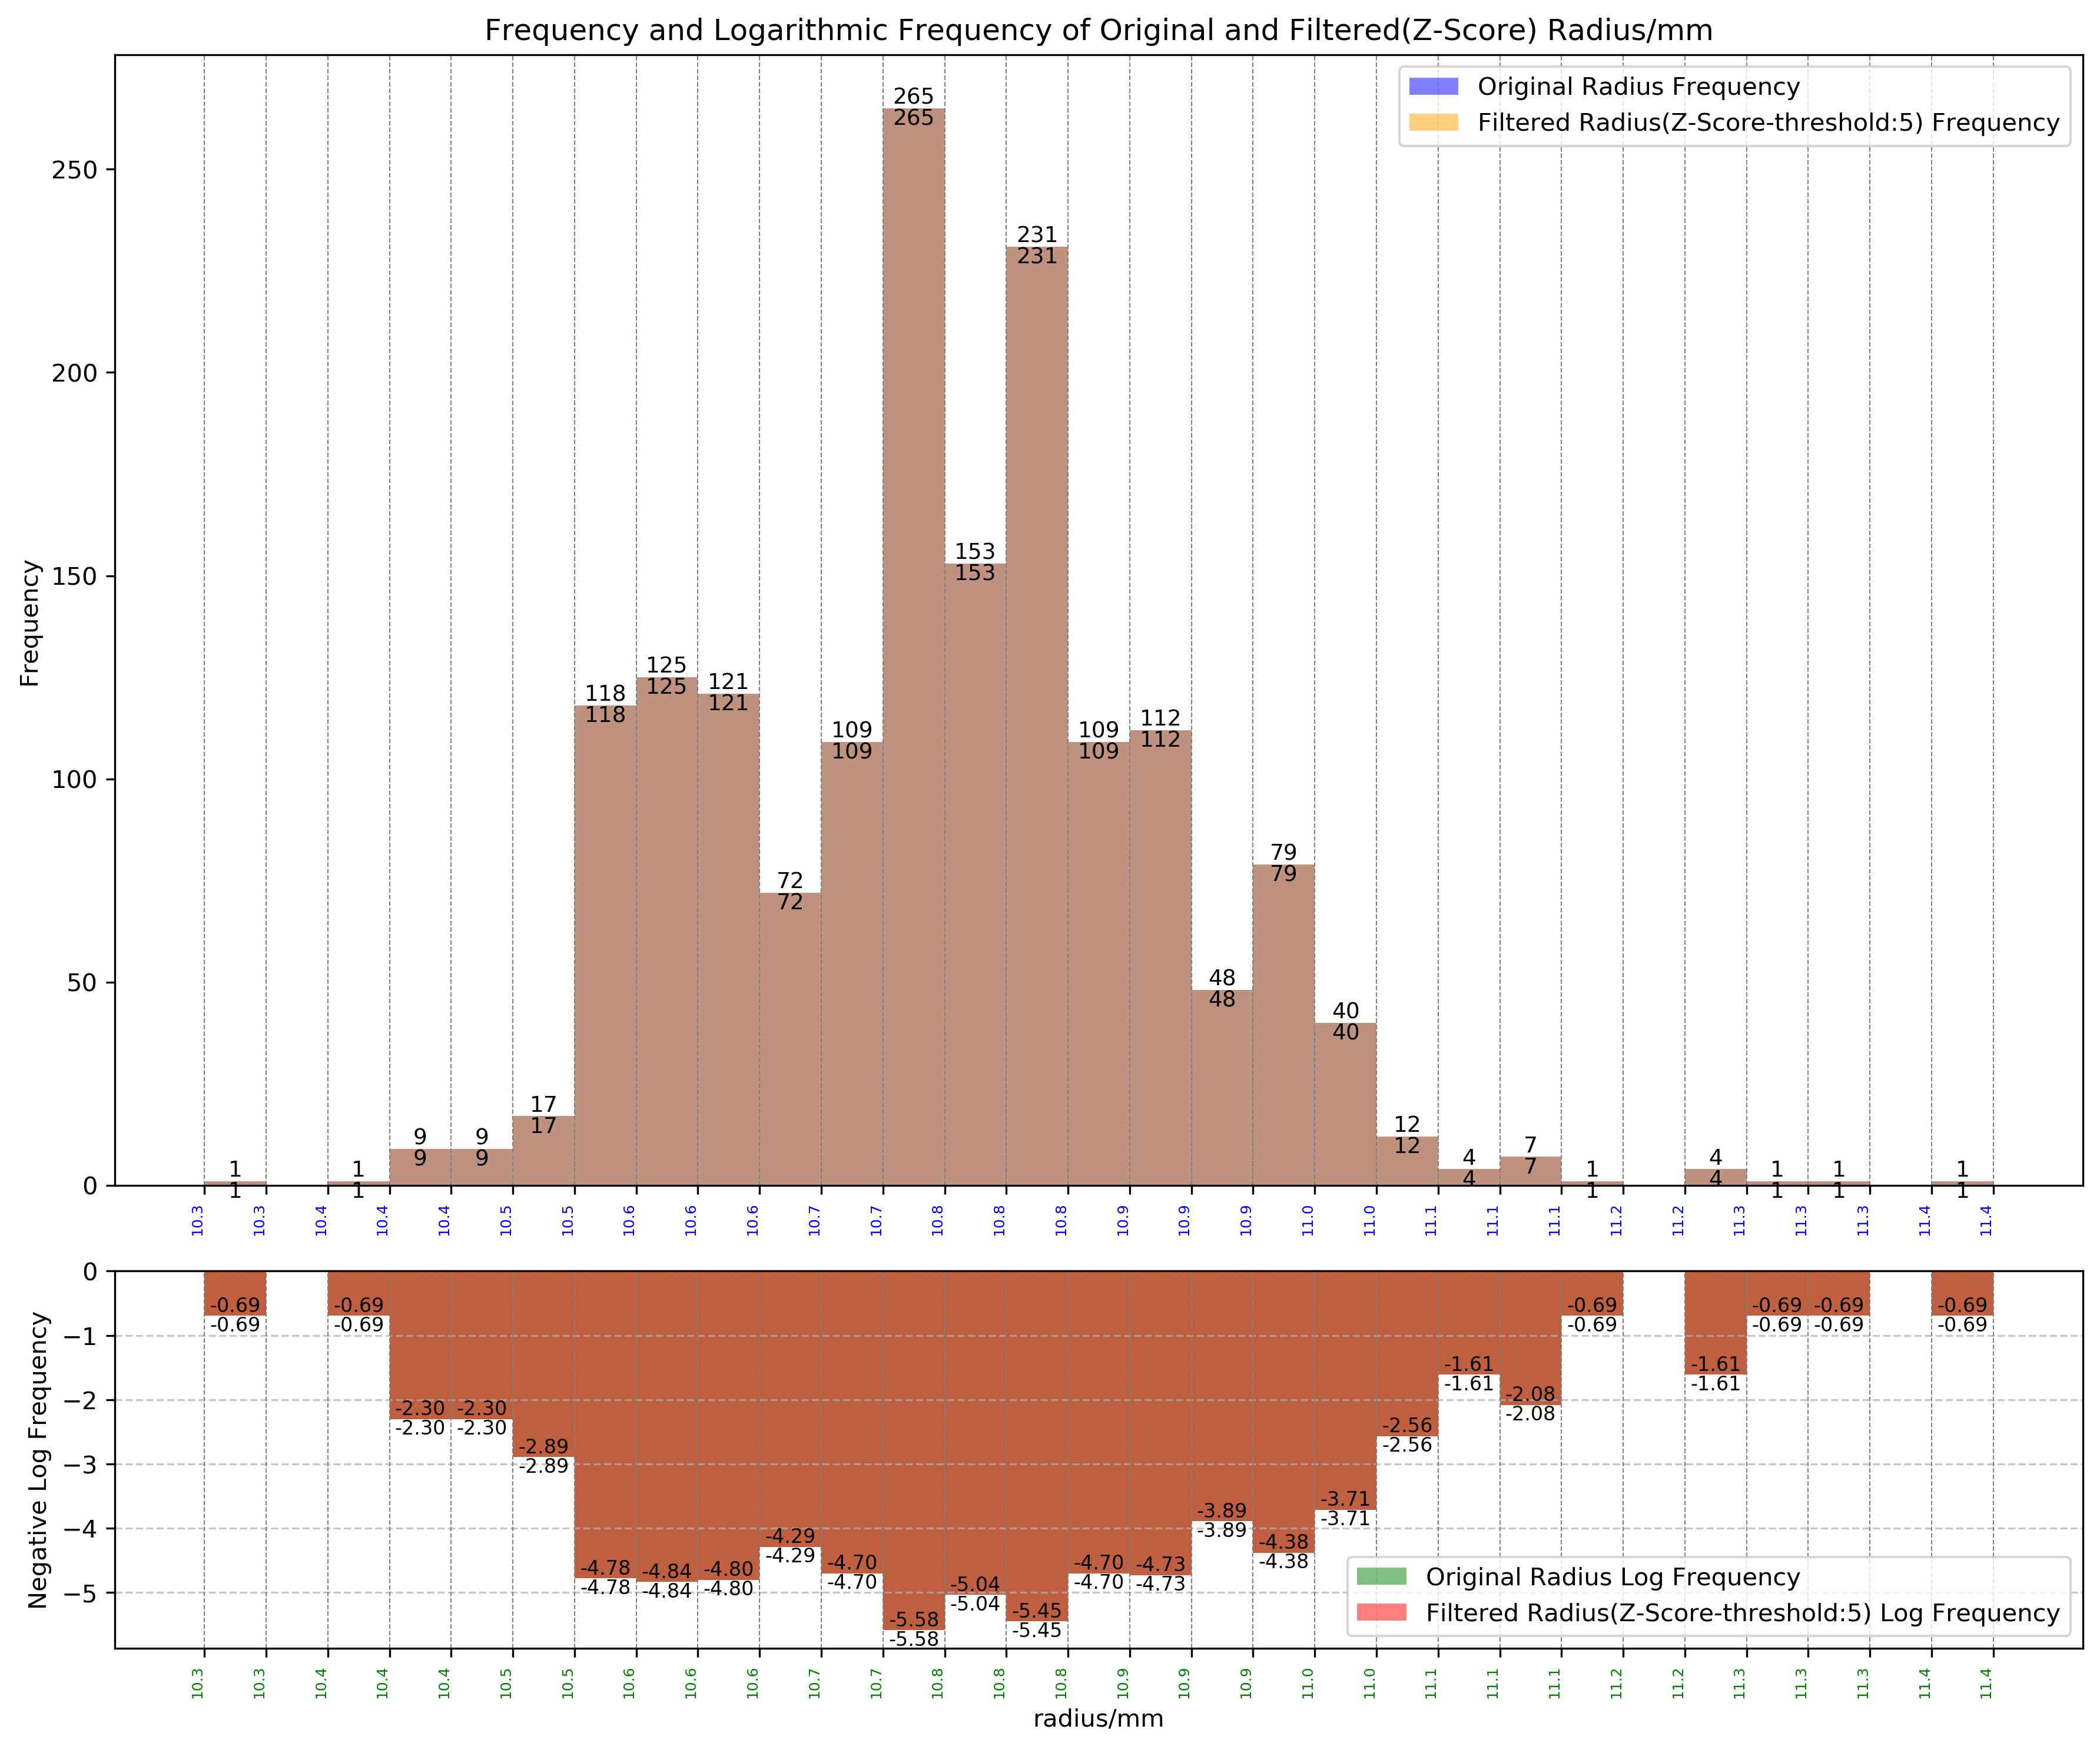 Frequency and Logarithmic Frequency of Original and Filtered(Z-Score) Radius/mm
Original Radius Frequency
Filtered Radius(Z-Score-threshold:5) Frequency
Frequency
250
200
150
100
50
0
1 1 9 9 17 118 125 121 72 109 265 153 231 109 112 48 79 40 12 4 7 1 4 1 1 1
1 1 9 9 17 118 125 121 72 109 265 153 231 109 112 48 79 40 12 4 7 1 4 1 1 1
10.3 10.3 10.4 10.4 10.4 10.5 10.5 10.6 10.6 10.6 10.7 10.7 10.8 10.8 10.8 10.9 10.9 10.9 11.0 11.0 11.1 11.1 11.1 11.2 11.2 11.3 11.3 11.3 11.4 11.4
Negative Log Frequency
0
−1
−2
−3
−4
−5
-0.69 -0.69 -2.30 -2.30 -2.89 -4.78 -4.84 -4.80 -4.29 -4.70 -5.58 -5.04 -5.45 -4.70 -4.73 -3.89 -4.38 -3.71 -2.56 -1.61 -2.08 -0.69 -1.61 -0.69 -0.69 -0.69
-0.69 -0.69 -2.30 -2.30 -2.89 -4.78 -4.84 -4.80 -4.29 -4.70 -5.58 -5.04 -5.45 -4.70 -4.73 -3.89 -4.38 -3.71 -2.56 -1.61 -2.08 -0.69 -1.61 -0.69 -0.69 -0.69
Original Radius Log Frequency
Filtered Radius(Z-Score-threshold:5) Log Frequency
10.3 10.3 10.4 10.4 10.4 10.5 10.5 10.6 10.6 10.6 10.7 10.7 10.8 10.8 10.8 10.9 10.9 10.9 11.0 11.0 11.1 11.1 11.1 11.2 11.2 11.3 11.3 11.3 11.4 11.4
radius/mm